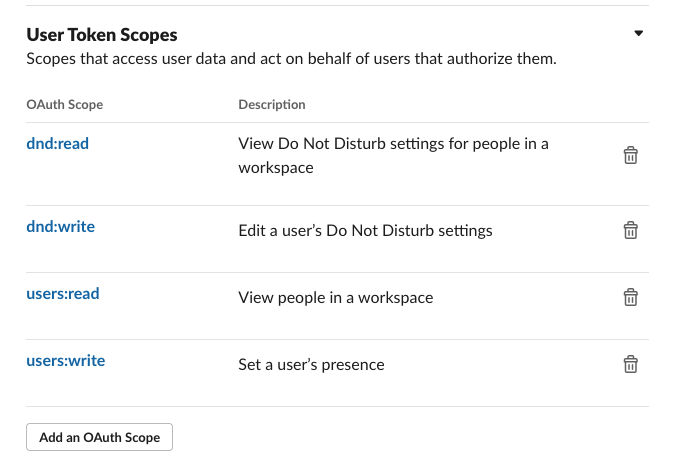 User Token Scopes
Scopes that access user data and act on behalf of users that authorize them.
OAuth Scope Description
dnd:read View Do Not Disturb settings for people in a
workspace
dnd:write Edit a user’s Do Not Disturb settings
users:read View people in a workspace
users:write Set a user’s presence
Add an OAuth Scope